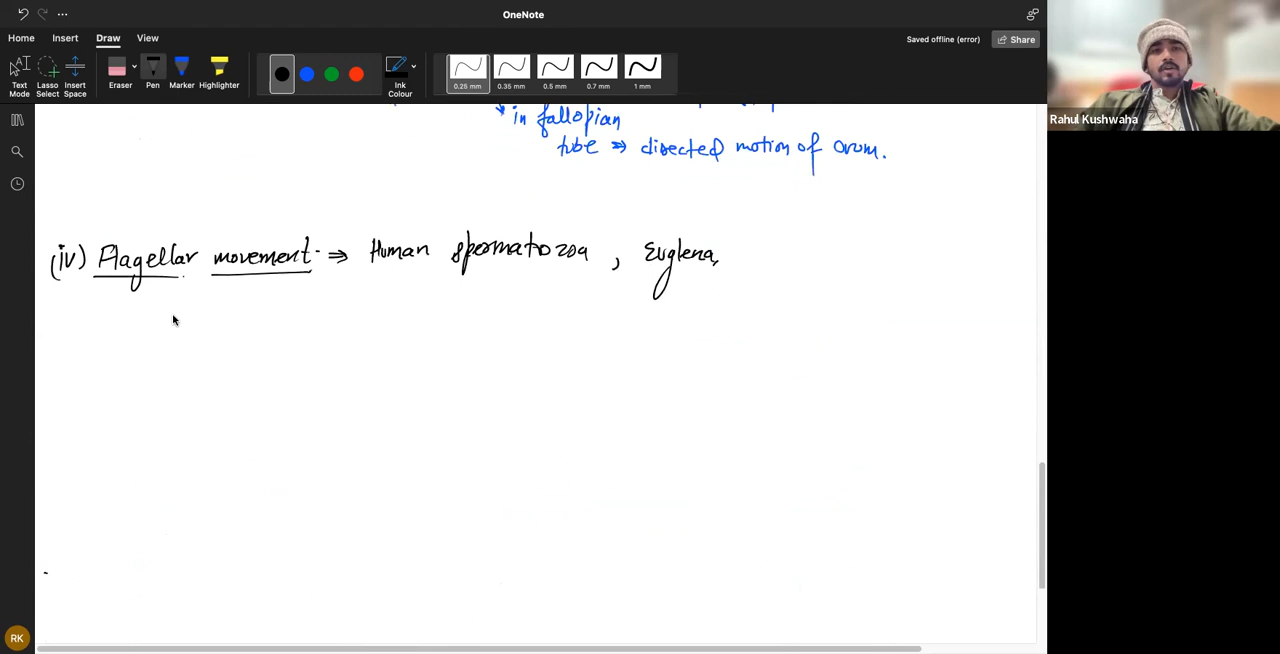 OneNote
Home Insert Draw View
Saved offline (error) Share
Text Mode
Lasso Select
Insert Space
Eraser
Pen
Marker
Highlighter
Ink Colour
0.25 mm 0.35 mm 0.5 mm 0.7 mm 1 mm
Rahul Kushwaha
in fallopian
tube ⇒ directed motion of ovum.
(iv) Flagellar movement ⇒ Human spermatozoa, Euglena,
RK